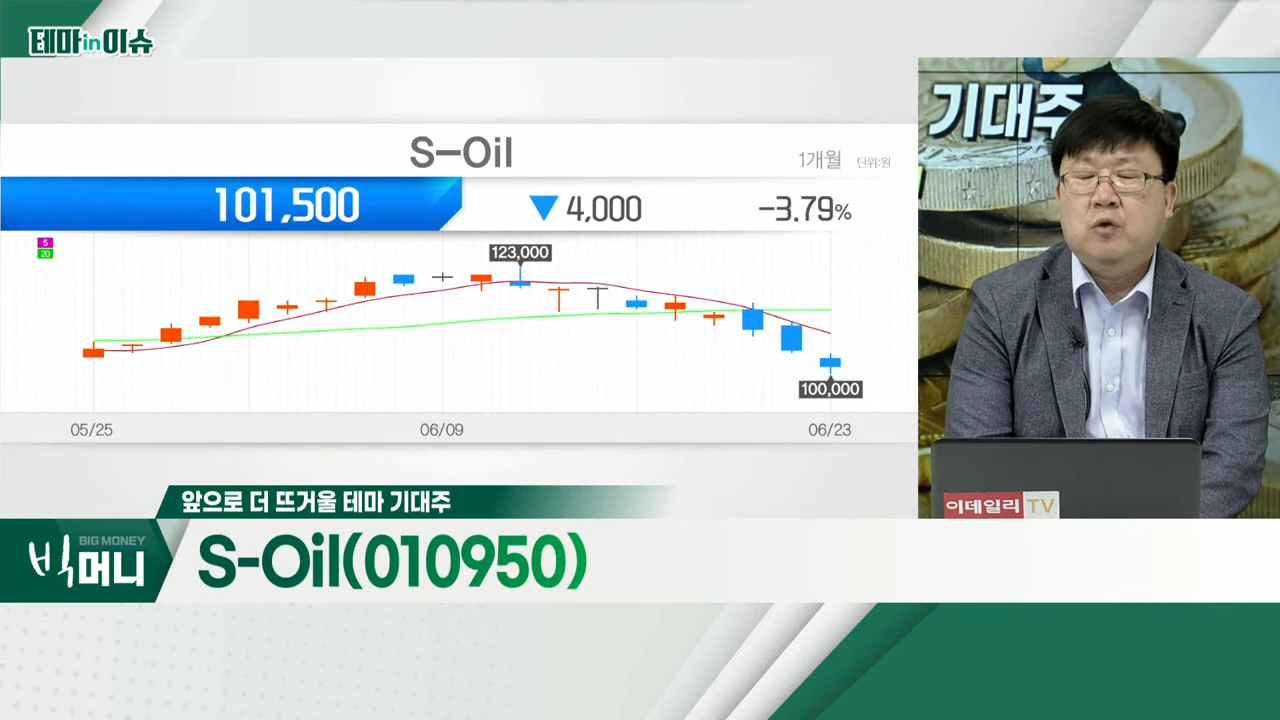 테마in이슈
기대주
S-Oil
1개월 단위:원
101,500 ▼ 4,000 -3.79%
5
20
123,000
100,000
05/25 06/09 06/23
이데일리 TV
앞으로 더 뜨거울 테마 기대주
BIG MONEY
빅머니
S-Oil(010950)